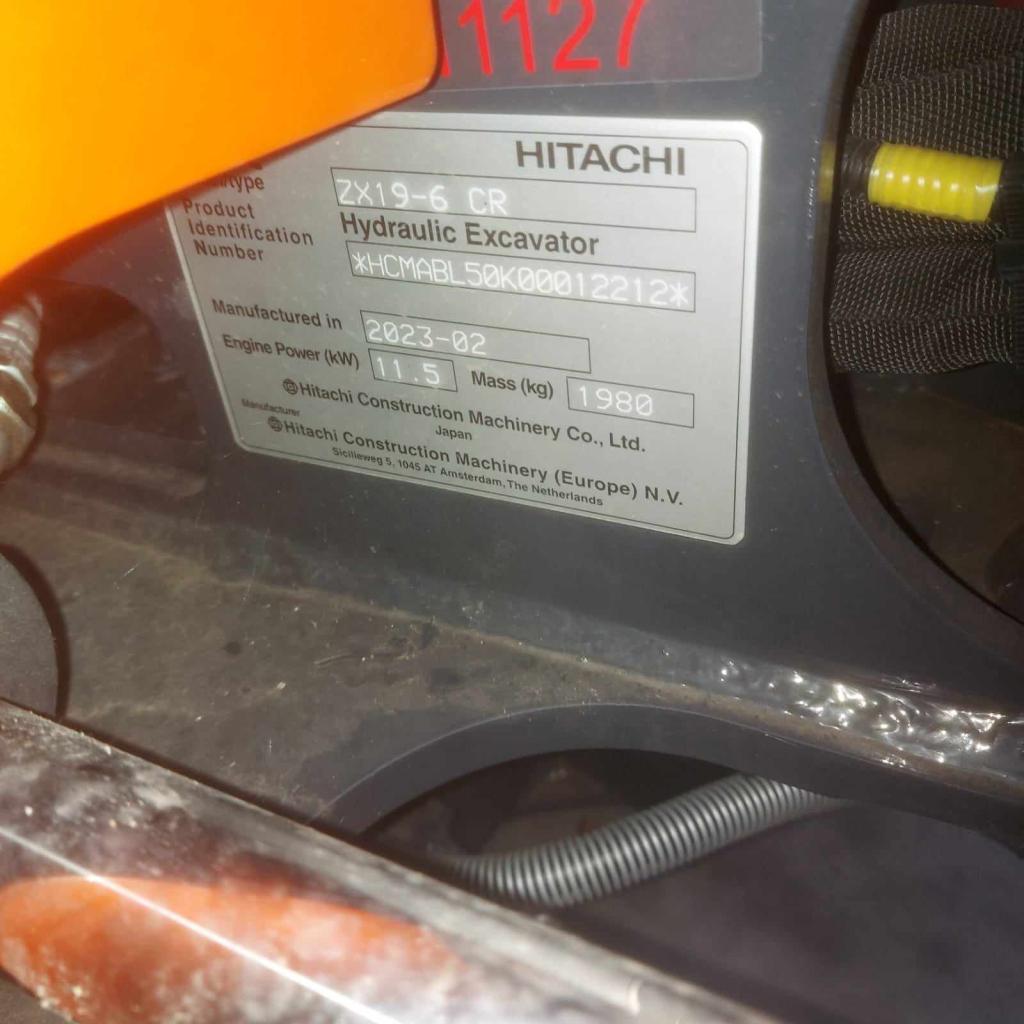 1127
HITACHI
type ZX19-6 CR
Product Identification Number
Hydraulic Excavator
*HCMABL50K00012212*
Manufactured in 2023-02
Engine Power (kW) 11.5 Mass (kg) 1980
Hitachi Construction Machinery Co., Ltd.
Japan
Manufacturer
Hitachi Construction Machinery (Europe) N.V.
Sicilieweg 5, 1045 AT Amsterdam, The Netherlands